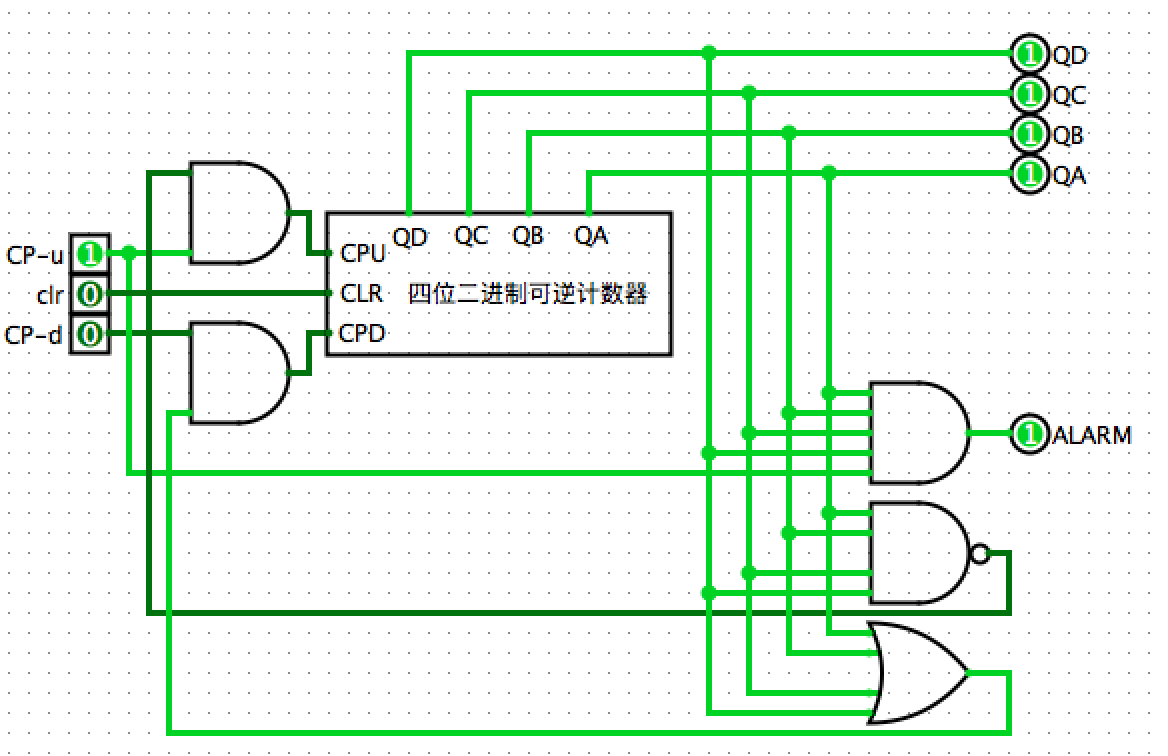 1 QD
1 QC
1 QB
1 QA
QD QC QB QA
CP-u 1
CPU
clr 0
CLR
四位二进制可逆计数器
CP-d 0
CPD
1 ALARM